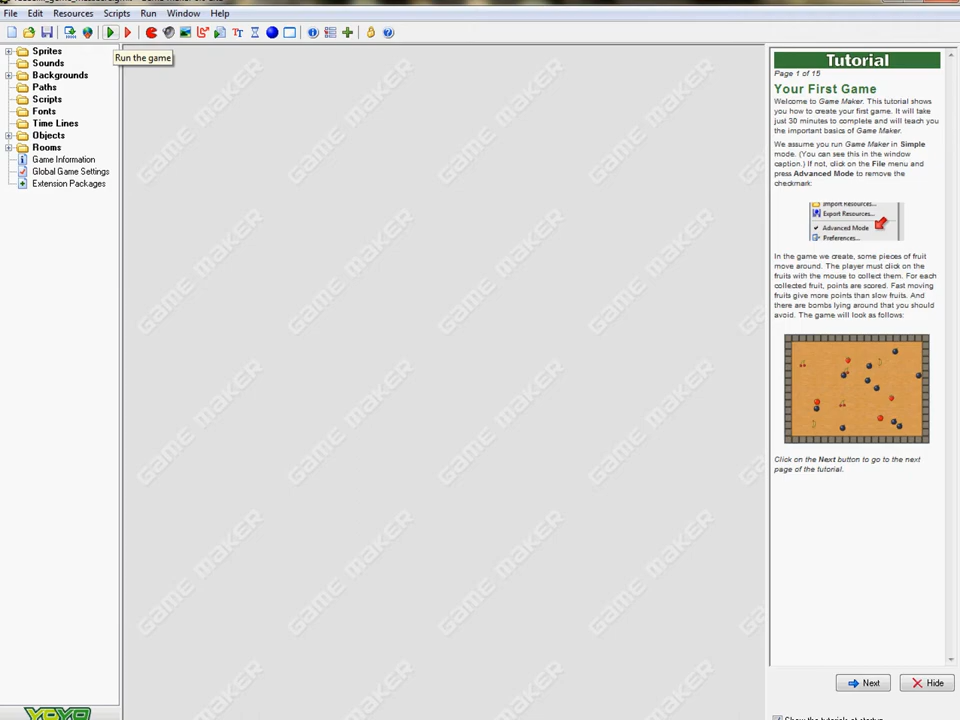 File Edit Resources Scripts Run Window Help
Run the game
Sprites
Sounds
Backgrounds
Paths
Scripts
Fonts
Time Lines
Objects
Rooms
Game Information
Global Game Settings
Extension Packages
Tutorial
Page 1 of 15
Your First Game
Welcome to Game Maker. This tutorial shows
you how to create your first game. It will take
just 30 minutes to complete and will teach you
the important basics of Game Maker.
We assume you run Game Maker in Simple
mode. (You can see this in the window
caption.) If not, click on the File menu and
press Advanced Mode to remove the
checkmark:
Import Resources...
Export Resources...
Advanced Mode
Preferences...
In the game we create, some pieces of fruit
move around. The player must click on the
fruits with the mouse to collect them. For each
collected fruit, points are scored. Fast moving
fruits give more points than slow fruits. And
there are bombs lying around that you should
avoid. The game will look as follows:
Click on the Next button to go to the next
page of the tutorial.
Next Hide
Show the tutorials at startup
YOYO
GAME MAKER